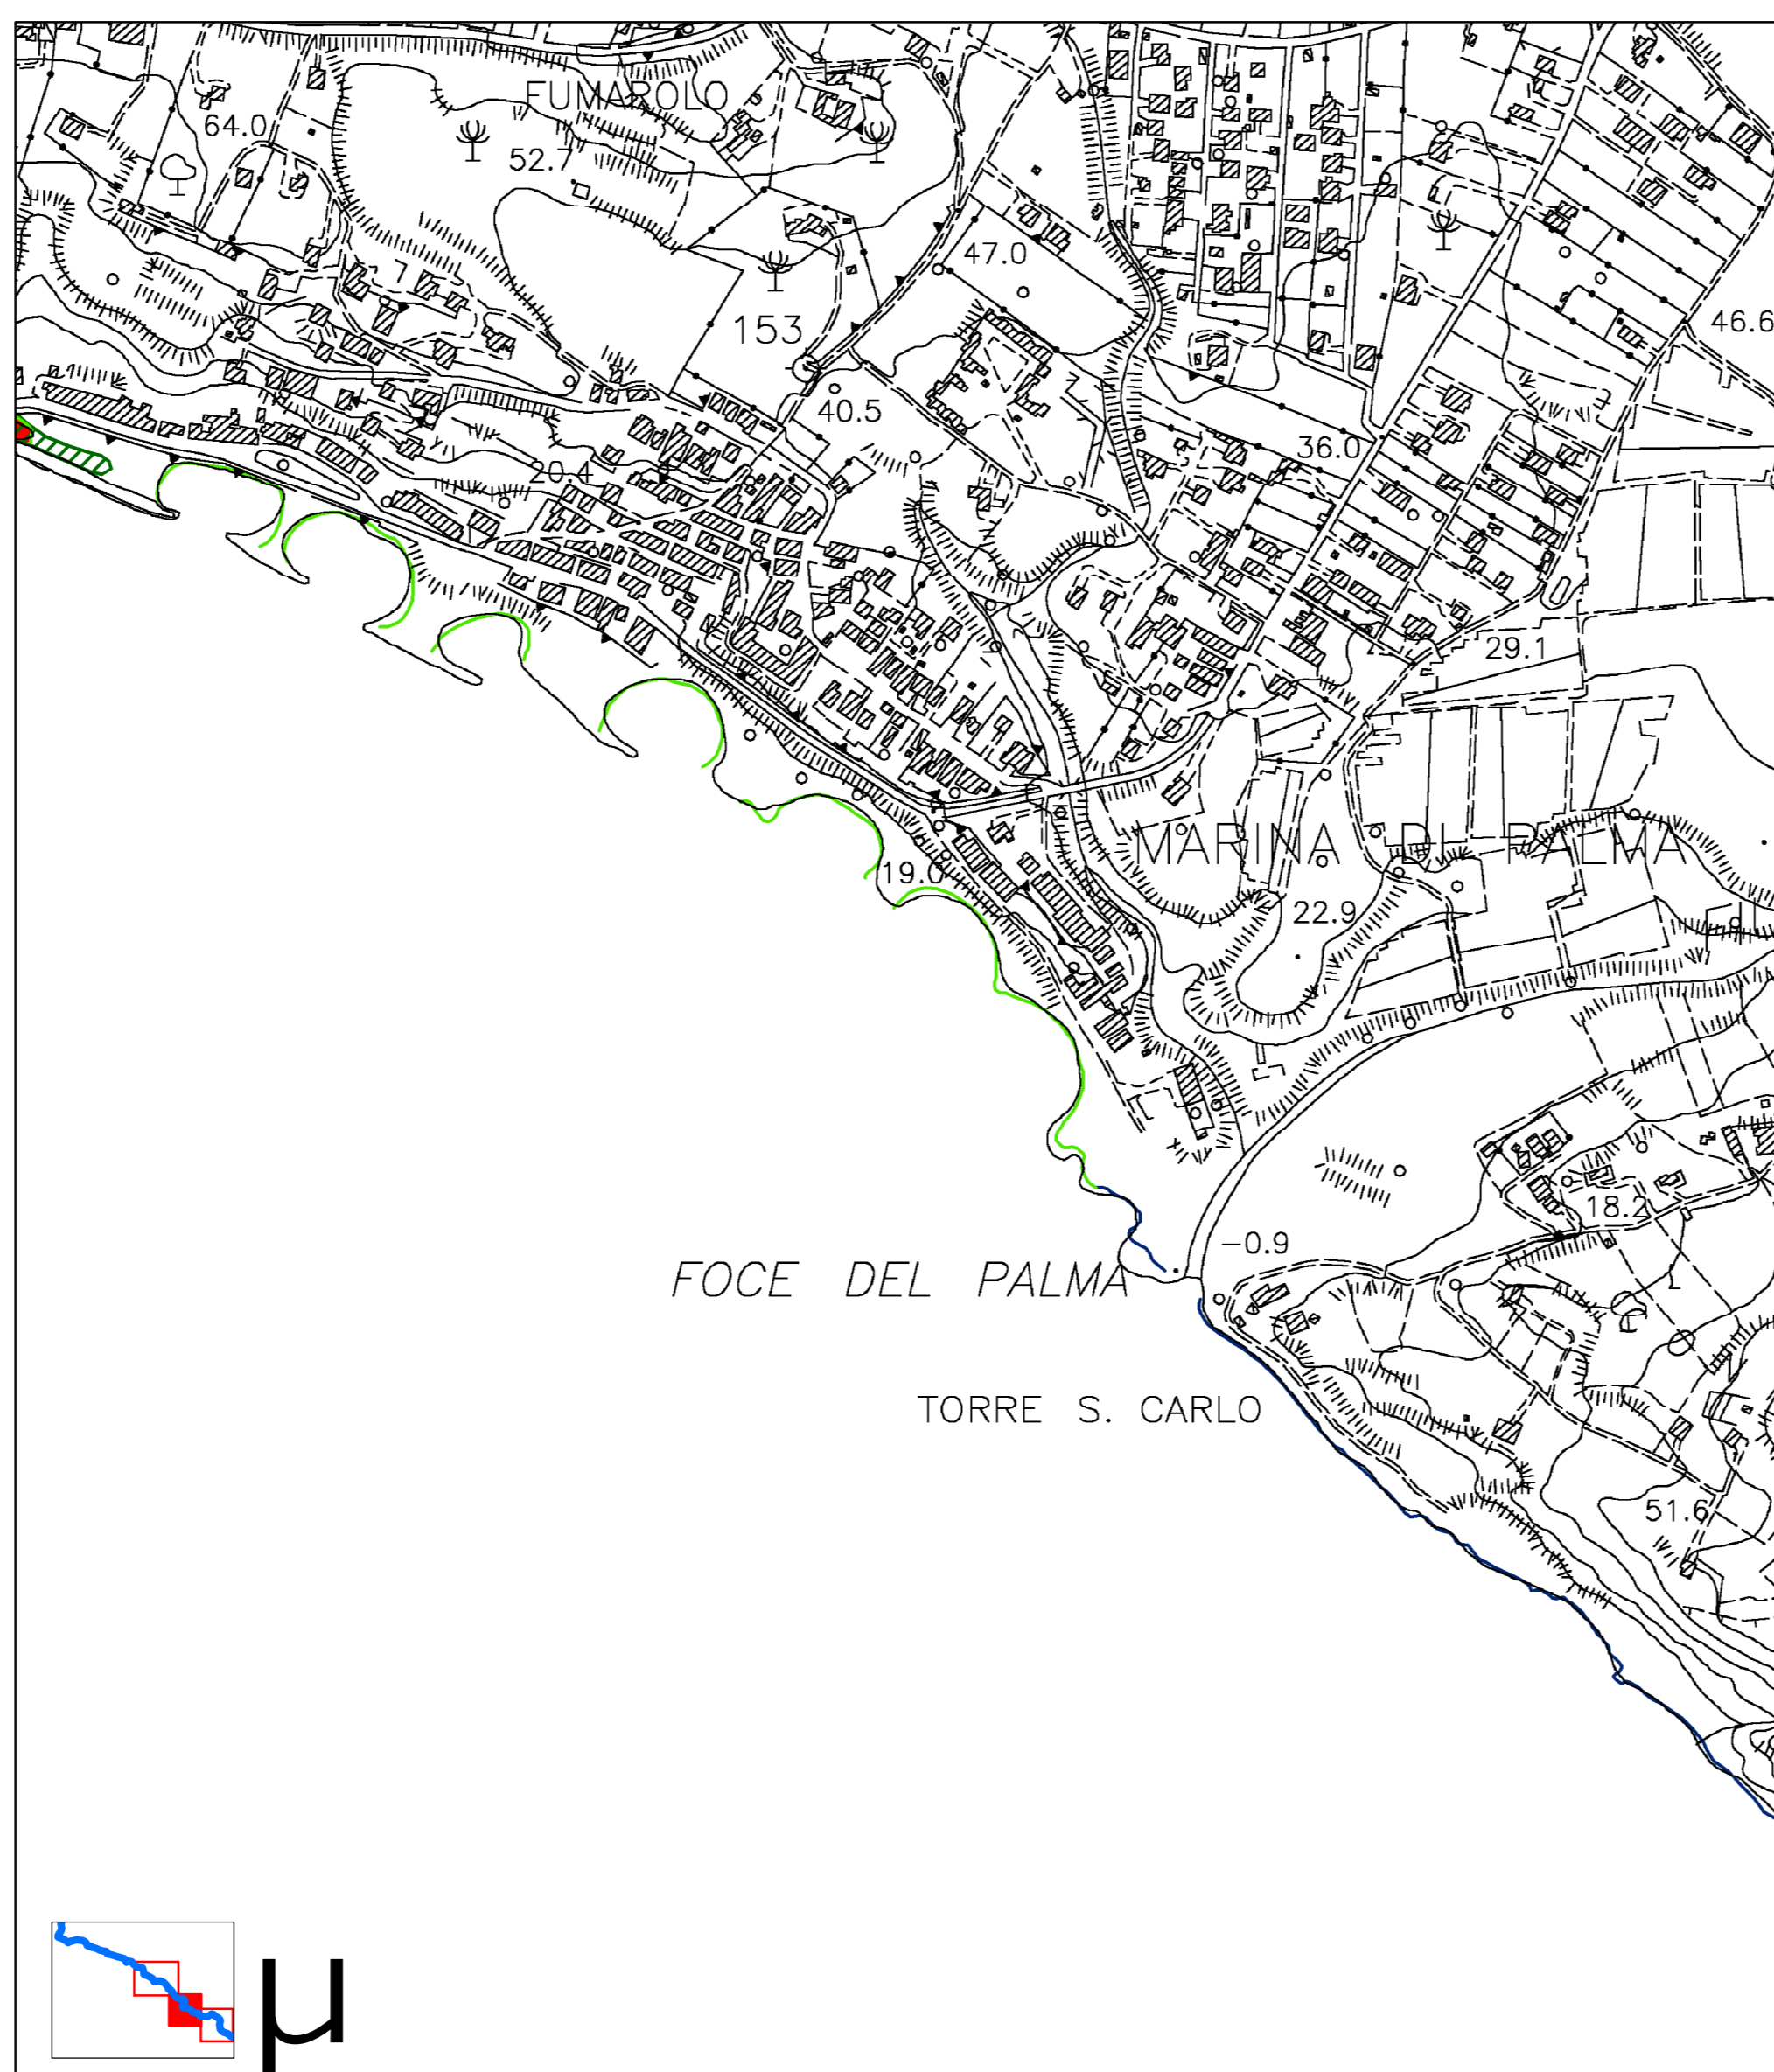 FUMAROLO
64.0
52.7
47.0
153
46.6
40.5
36.0
20.4
29.1
MARINA DI PALMA
19.0
22.9
18.2
-0.9
FOCE DEL PALMA
TORRE S. CARLO
51.6
µ